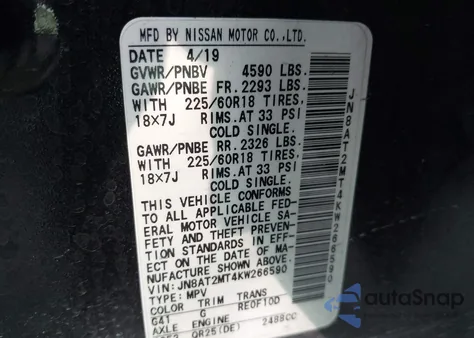 MFD BY NISSAN MOTOR CO.,LTD.
DATE 4/19
GVWR/PNBV 4590 LBS.
GAWR/PNBE FR. 2293 LBS.
WITH 225/60R18 TIRES,
18×7J RIMS.AT 33 PSI
COLD SINGLE.
GAWR/PNBE RR. 2326 LBS.
WITH 225/60R18 TIRES,
18×7J RIMS.AT 33 PSI
COLD SINGLE.
THIS VEHICLE CONFORMS
TO ALL APPLICABLE FED-
ERAL MOTOR VEHICLE SA-
FETY AND THEFT PREVEN-
TION STANDARDS IN EFF-
ECT ON THE DATE OF MA-
NUFACTURE SHOWN ABOVE.
VIN: JN8AT2MT4KW266590
TYPE: MPV
COLOR TRIM TRANS
G41 G RE0F10D
AXLE ENGINE
QR25(DE) 2488CC
JN8AT2MT4KW266590
autoSnap